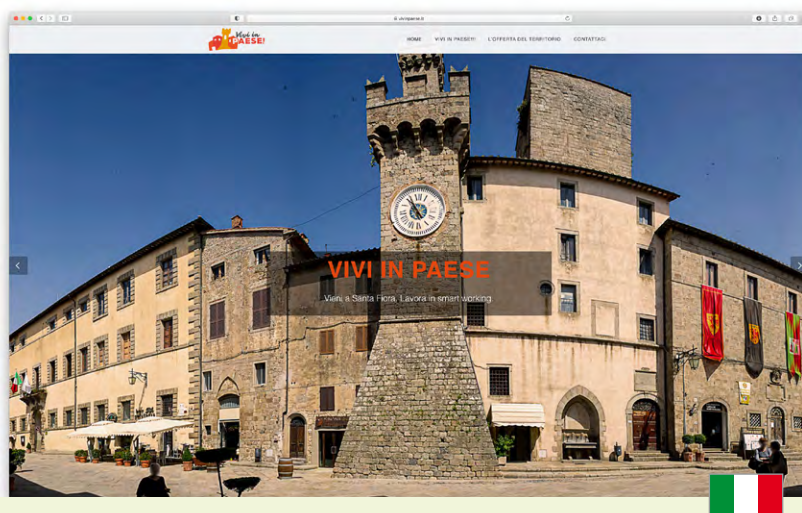 viviinpaese.it
Vivi in
PAESE!
HOME VIVI IN PAESE!!! L'OFFERTA DEL TERRITORIO CONTATTACI
VIVI IN PAESE
Vieni a Santa Fiora. Lavora in smart working